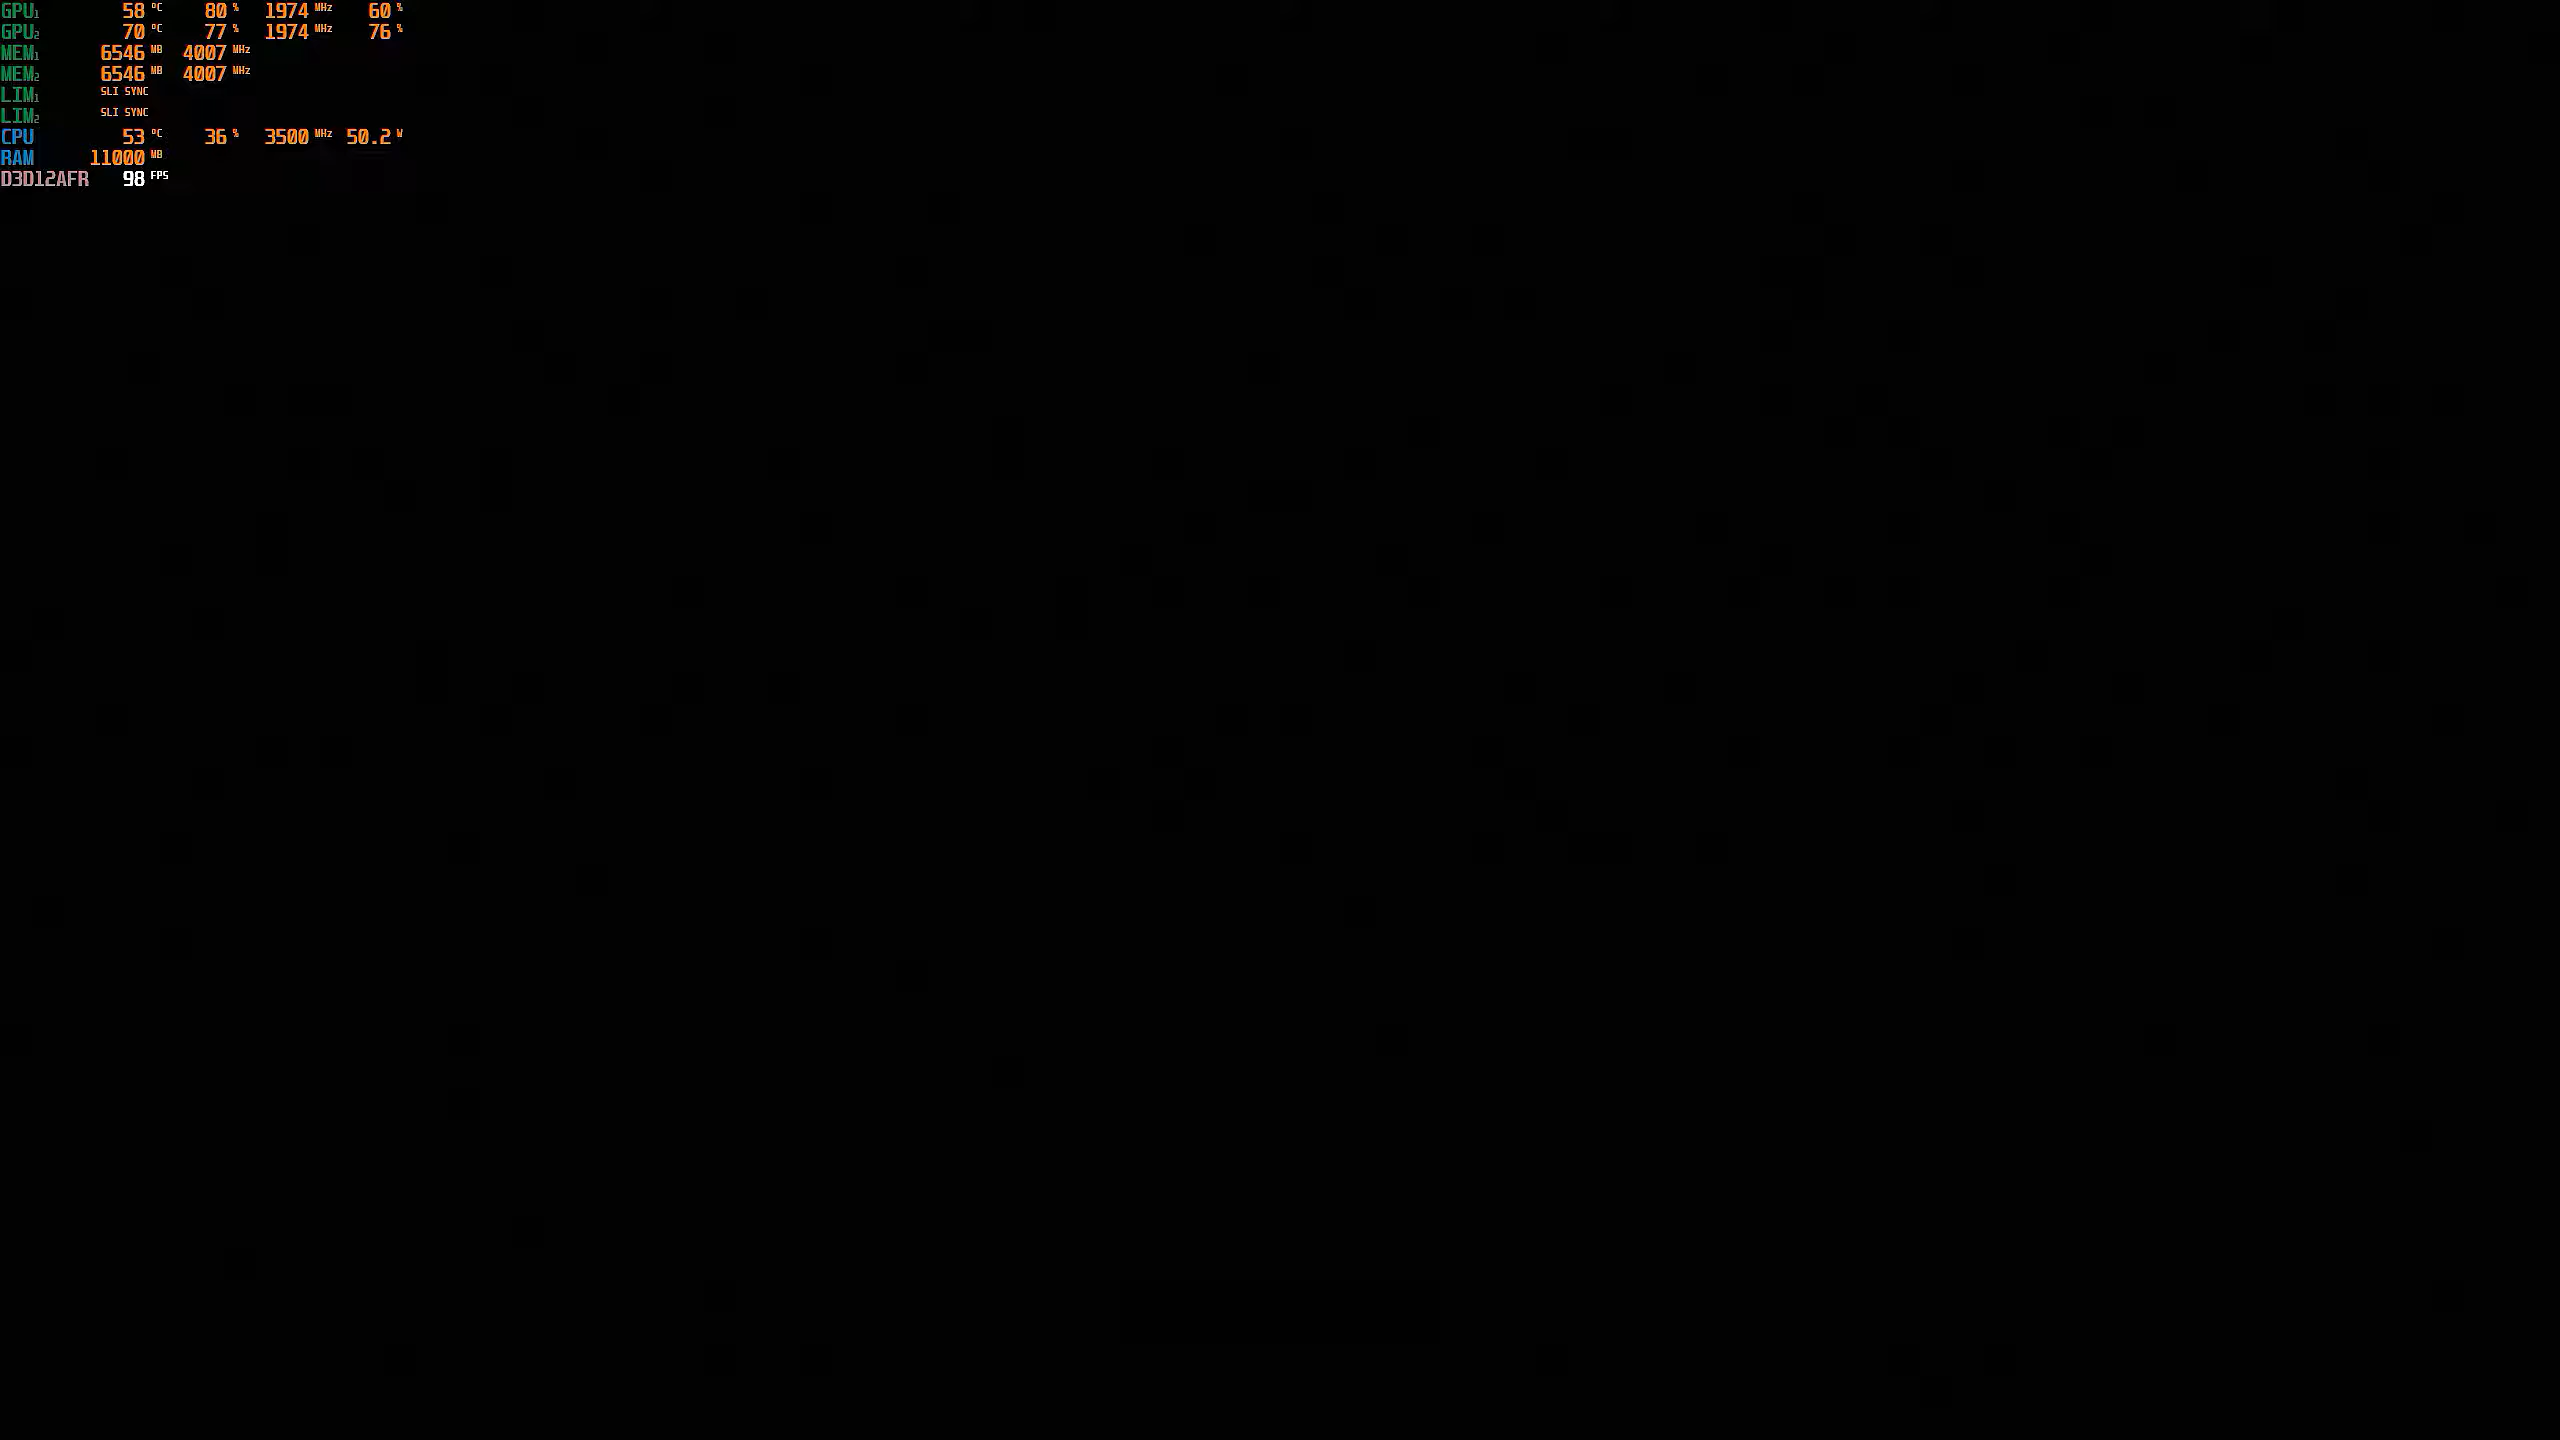 GPU1 58 °C 80 % 1974 MHz 60 %
GPU2 70 °C 77 % 1974 MHz 76 %
MEM1 6546 MB 4007 MHz
MEM2 6546 MB 4007 MHz
LIM1 SLI SYNC
LIM2 SLI SYNC
CPU 53 °C 36 % 3500 MHz 50.2 W
RAM 11000 MB
D3D12AFR 98 FPS